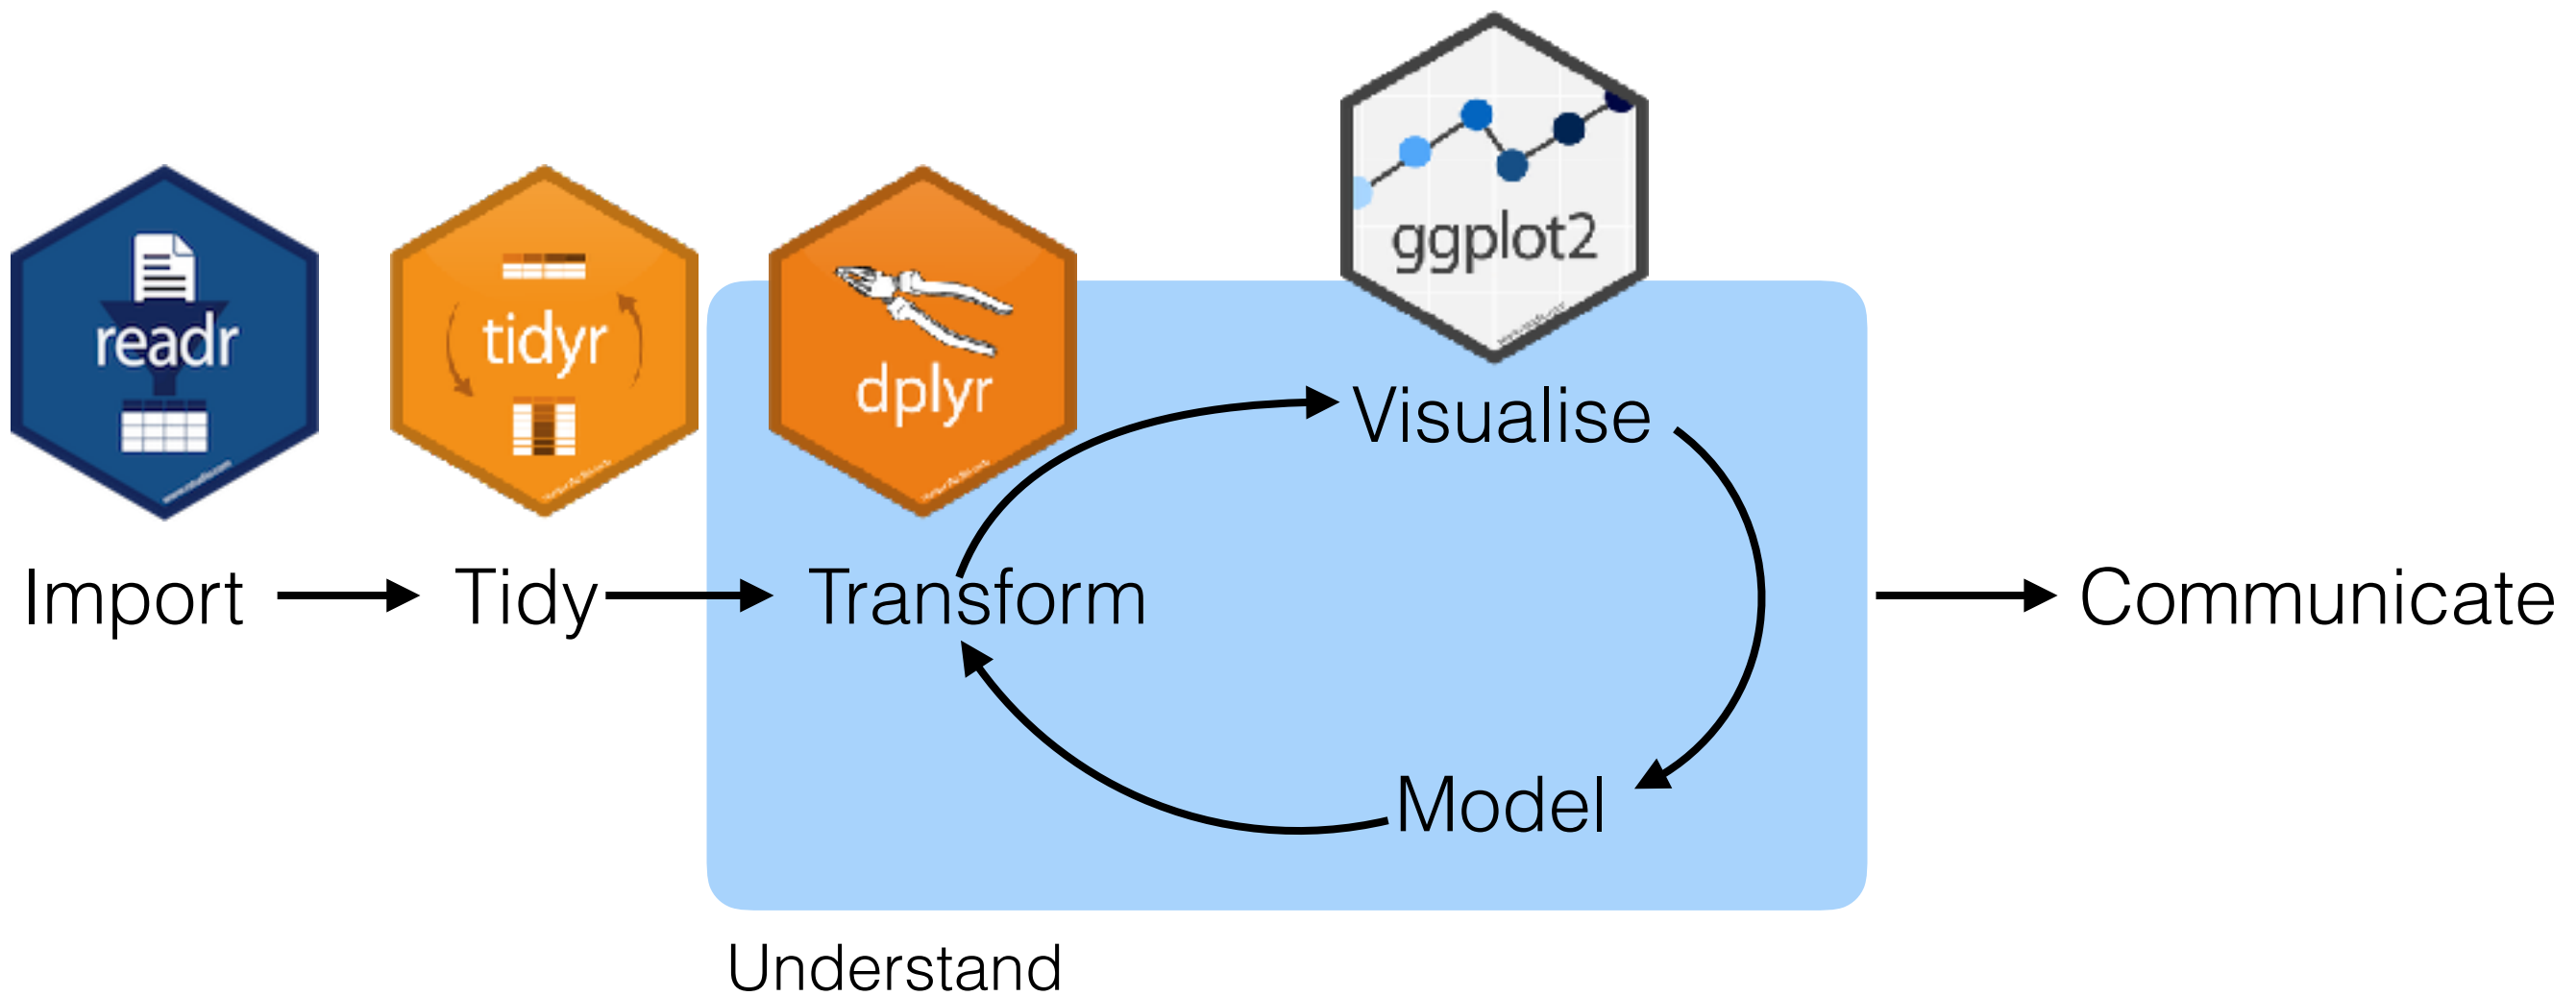 ggplot2
readr
tidyr
dplyr
Visualise
Import
Tidy
Transform
Communicate
Model
Understand